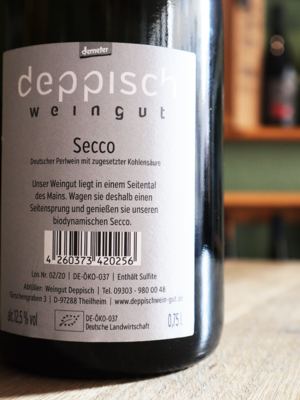 demeter
deppisch
weingut
Secco
Deutscher Perlwein mit zugesetzter Kohlensäure
Unser Weingut liegt in einem Seitental
des Mains. Wagen sie deshalb einen
Seitensprung und genießen sie unseren
biodynamischen Secco.
4 260373 420256
Los Nr. 02/20 | DE-ÖKO-037 | Enthält Sulfite
Abfüller: Weingut Deppisch | Tel. 09303 - 980 00 48
3 | D-97288 Theilheim | www.deppischwein-gut.de
alc 12,5 % vol
DE-ÖKO-037
Deutsche Landwirtschaft
0,75 L